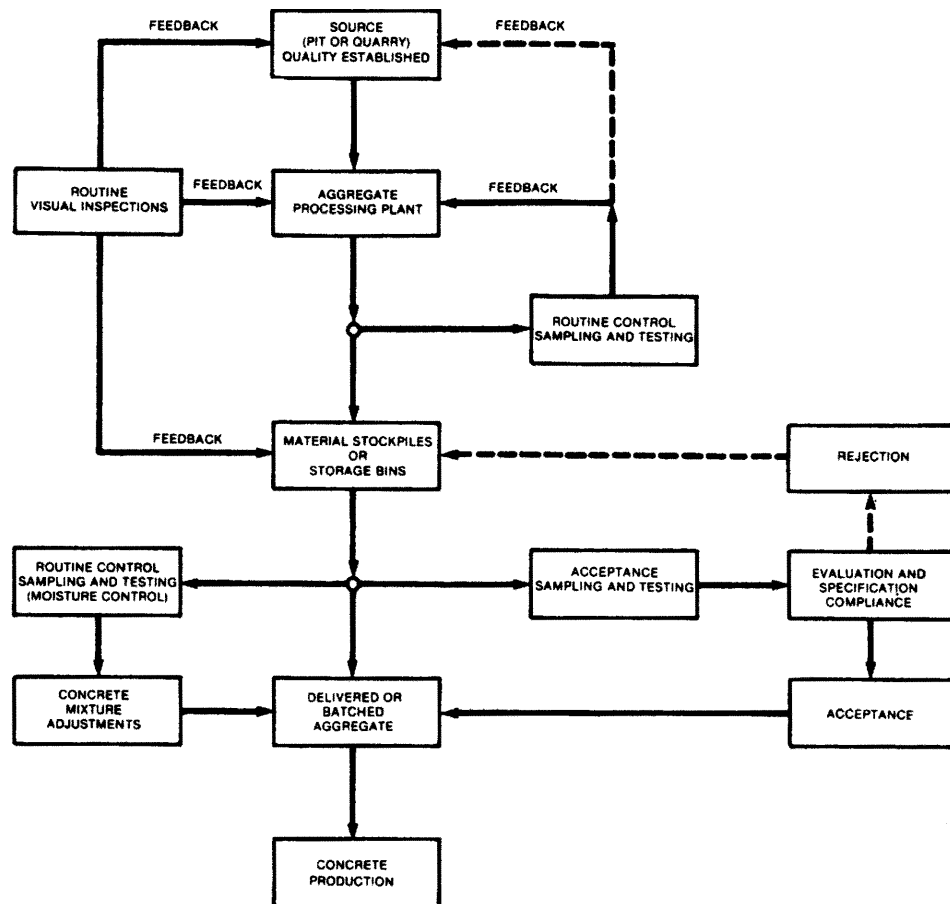 FEEDBACK
SOURCE
(PIT OR QUARRY)
QUALITY ESTABLISHED
FEEDBACK
ROUTINE
VISUAL INSPECTIONS
FEEDBACK
AGGREGATE
PROCESSING PLANT
FEEDBACK
ROUTINE CONTROL
SAMPLING AND TESTING
FEEDBACK
MATERIAL STOCKPILES
OR
STORAGE BINS
REJECTION
ROUTINE CONTROL
SAMPLING AND TESTING
(MOISTURE CONTROL)
ACCEPTANCE
SAMPLING AND TESTING
EVALUATION AND
SPECIFICATION
COMPLIANCE
CONCRETE
MIXTURE
ADJUSTMENTS
DELIVERED OR
BATCHED
AGGREGATE
ACCEPTANCE
CONCRETE
PRODUCTION